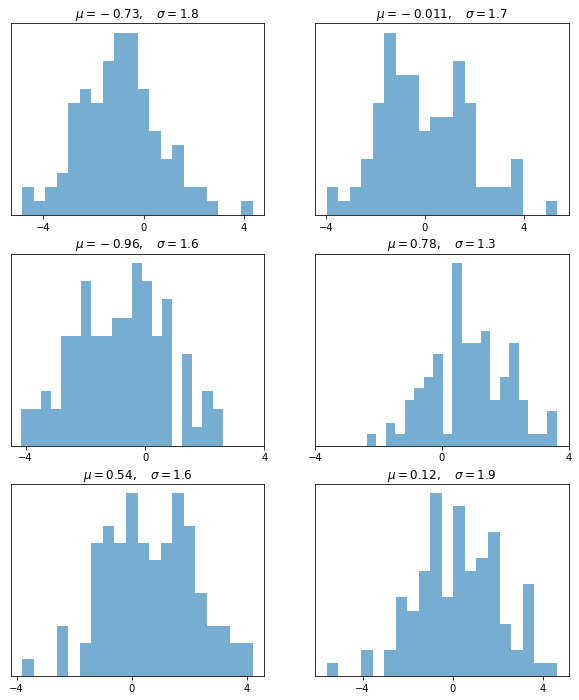 μ = −0.73,   σ = 1.8
μ = −0.011,   σ = 1.7
−4 0 4
−4 0 4
μ = −0.96,   σ = 1.6
μ = 0.78,   σ = 1.3
−4 0 4
−4 0 4
μ = 0.54,   σ = 1.6
μ = 0.12,   σ = 1.9
−4 0 4
−4 0 4